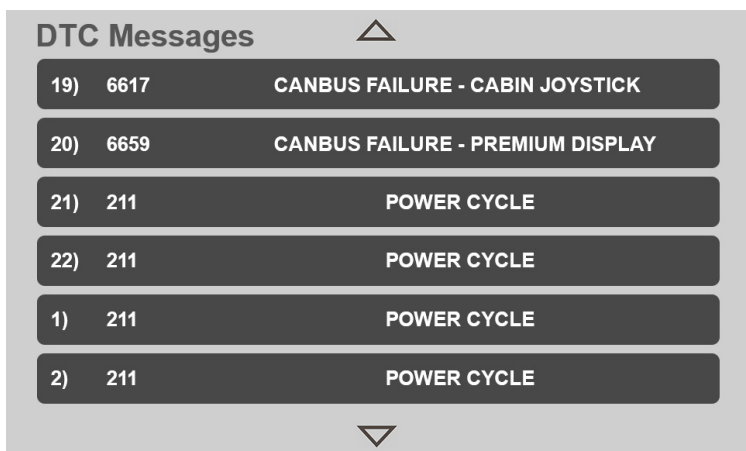 DTC Messages
19) 6617 CANBUS FAILURE - CABIN JOYSTICK
20) 6659 CANBUS FAILURE - PREMIUM DISPLAY
21) 211 POWER CYCLE
22) 211 POWER CYCLE
1) 211 POWER CYCLE
2) 211 POWER CYCLE